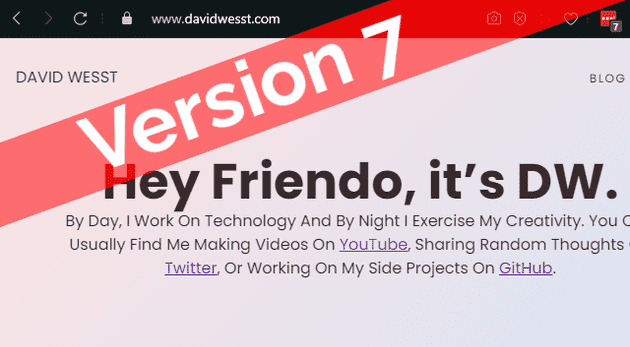 www.davidwesst.com
7
Version 7
DAVID WESST
BLOG
Hey Friendo, it's DW.
By Day, I Work On Technology And By Night I Exercise My Creativity. You
Usually Find Me Making Videos On YouTube, Sharing Random Thoughts
Twitter, Or Working On My Side Projects On GitHub.